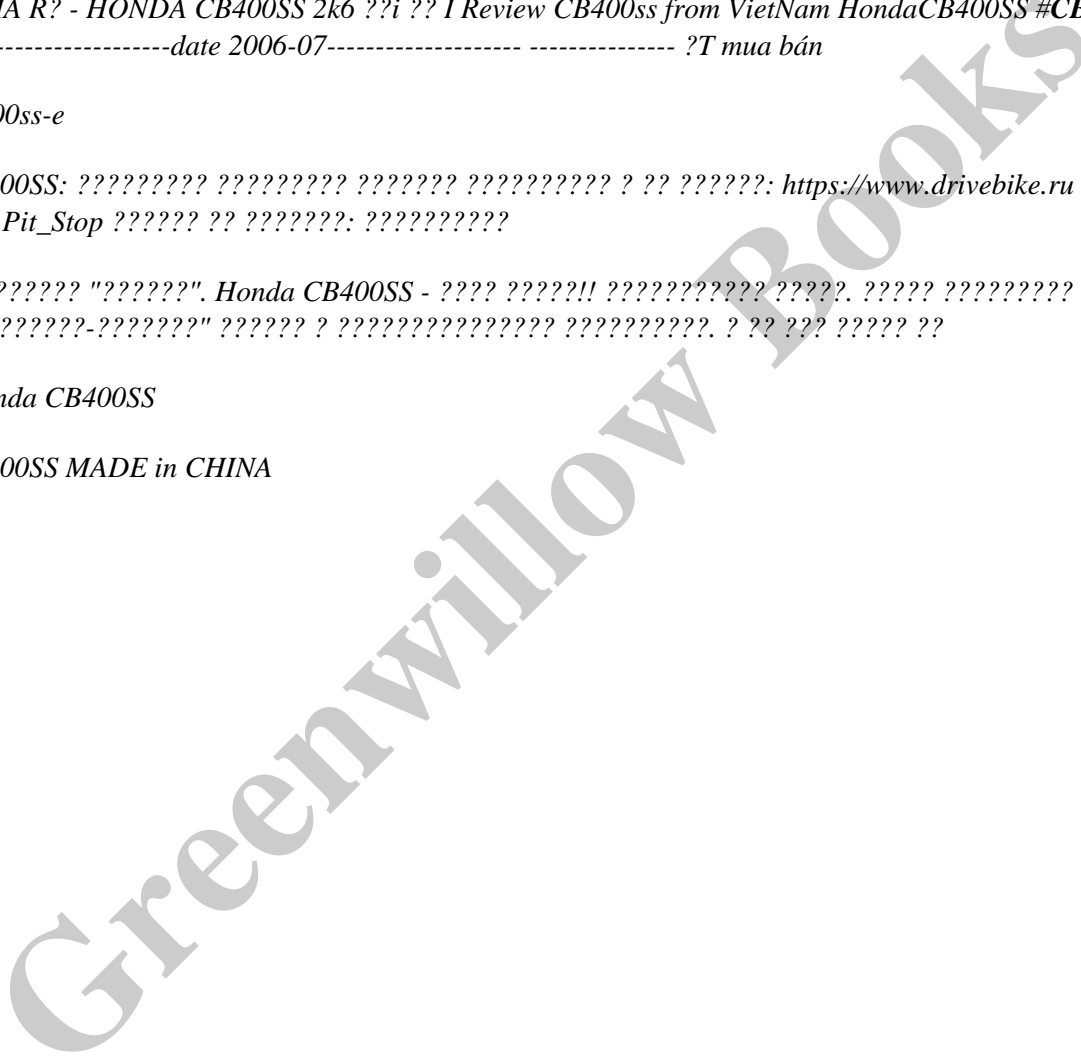 IA R? - HONDA CB400SS 2k6 ??i ?? I Review CB400ss from VietNam HondaCB400SS #CB
------------------date 2006-07-------------------- --------------- ?T mua bán
00ss-e
00SS: ????????? ????????? ??????? ?????????? ? ?? ??????: https://www.drivebike.ru
Pit_Stop ?????? ?? ???????: ??????????
?????? "??????". Honda CB400SS - ???? ?????!! ??????????? ?????. ????? ?????????
??????-???????" ?????? ? ??????????????? ??????????. ? ?? ??? ????? ??
nda CB400SS
00SS MADE in CHINA
Greenwillow Books